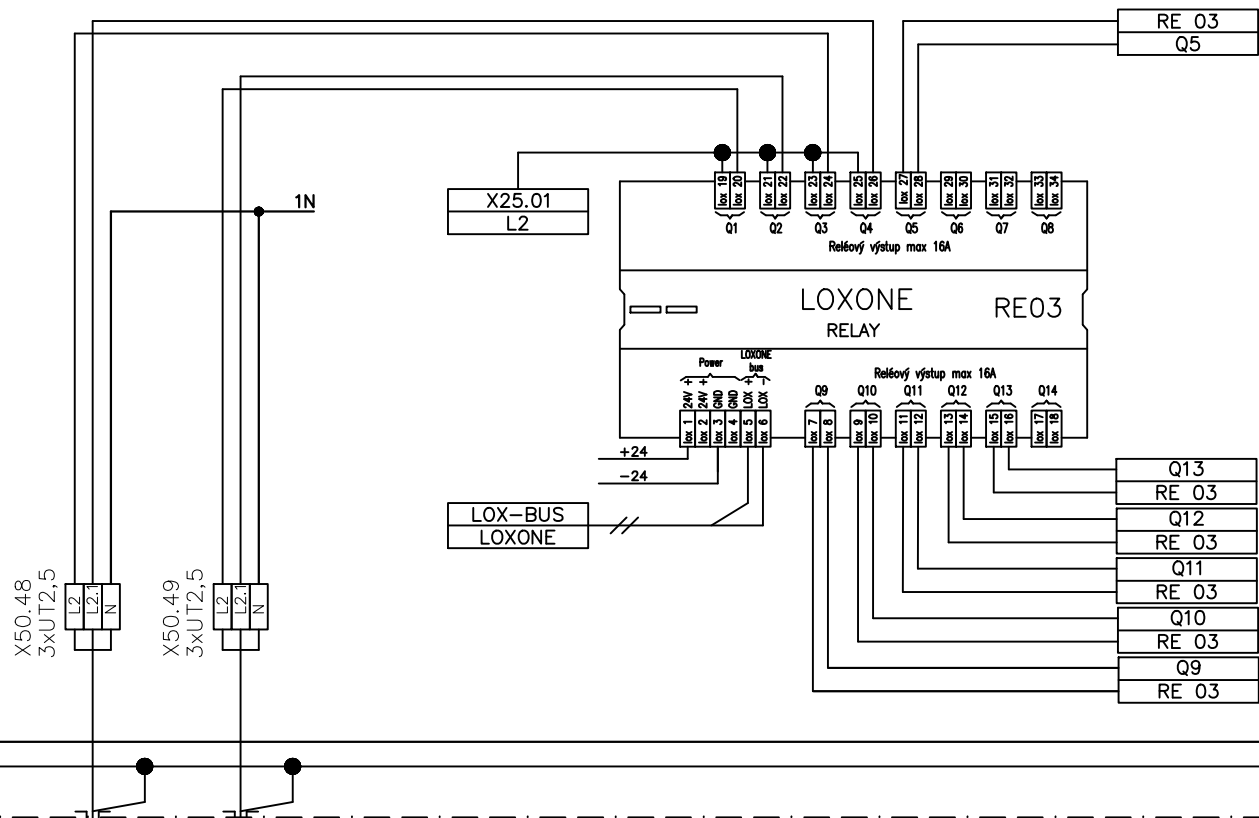 RE 03
Q5
X25.01
L2
1N
lox 19
lox 20
lox 21
lox 22
lox 23
lox 24
lox 25
lox 26
lox 27
lox 28
lox 29
lox 30
lox 31
lox 32
lox 33
lox 34
Q1 Q2 Q3 Q4 Q5 Q6 Q7 Q8
Reléový výstup max 16A
LOXONE
RELAY
RE03
Power
LOXONE
bus
24V +
24V +
GND
GND
LOX +
LOX -
lox 1
lox 2
lox 3
lox 4
lox 5
lox 6
Reléový výstup max 16A
Q9 Q10 Q11 Q12 Q13 Q14
lox 7
lox 8
lox 9
lox 10
lox 11
lox 12
lox 13
lox 14
lox 15
lox 16
lox 17
lox 18
+24
-24
LOX-BUS
LOXONE
Q13
RE 03
Q12
RE 03
Q11
RE 03
Q10
RE 03
Q9
RE 03
X50.48
3xUT2,5
L2
L2.1
N
X50.49
3xUT2,5
L2
L2.1
N